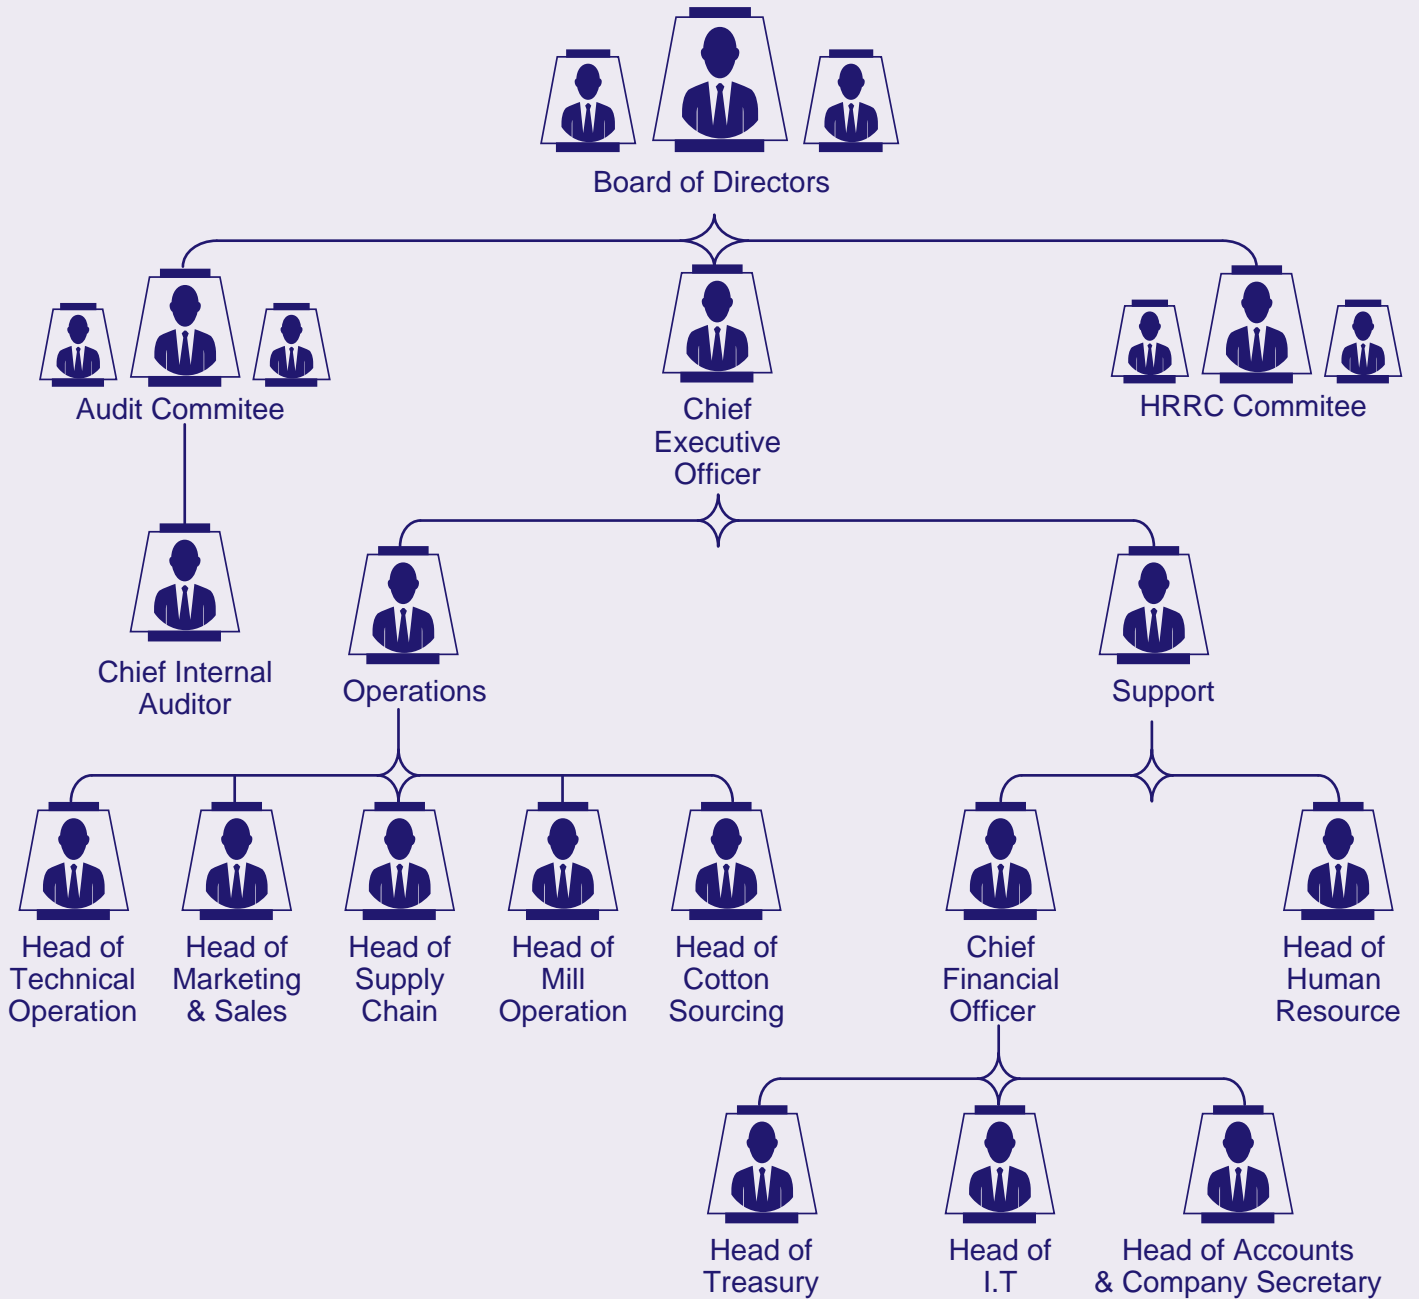 Board of Directors
Audit Commitee
Chief
Executive
Officer
HRRC Commitee
Chief Internal
Auditor
Operations
Support
Head of
Technical
Operation
Head of
Marketing
& Sales
Head of
Supply
Chain
Head of
Mill
Operation
Head of
Cotton
Sourcing
Chief
Financial
Officer
Head of
Human
Resource
Head of
Treasury
Head of
I.T
Head of Accounts
& Company Secretary